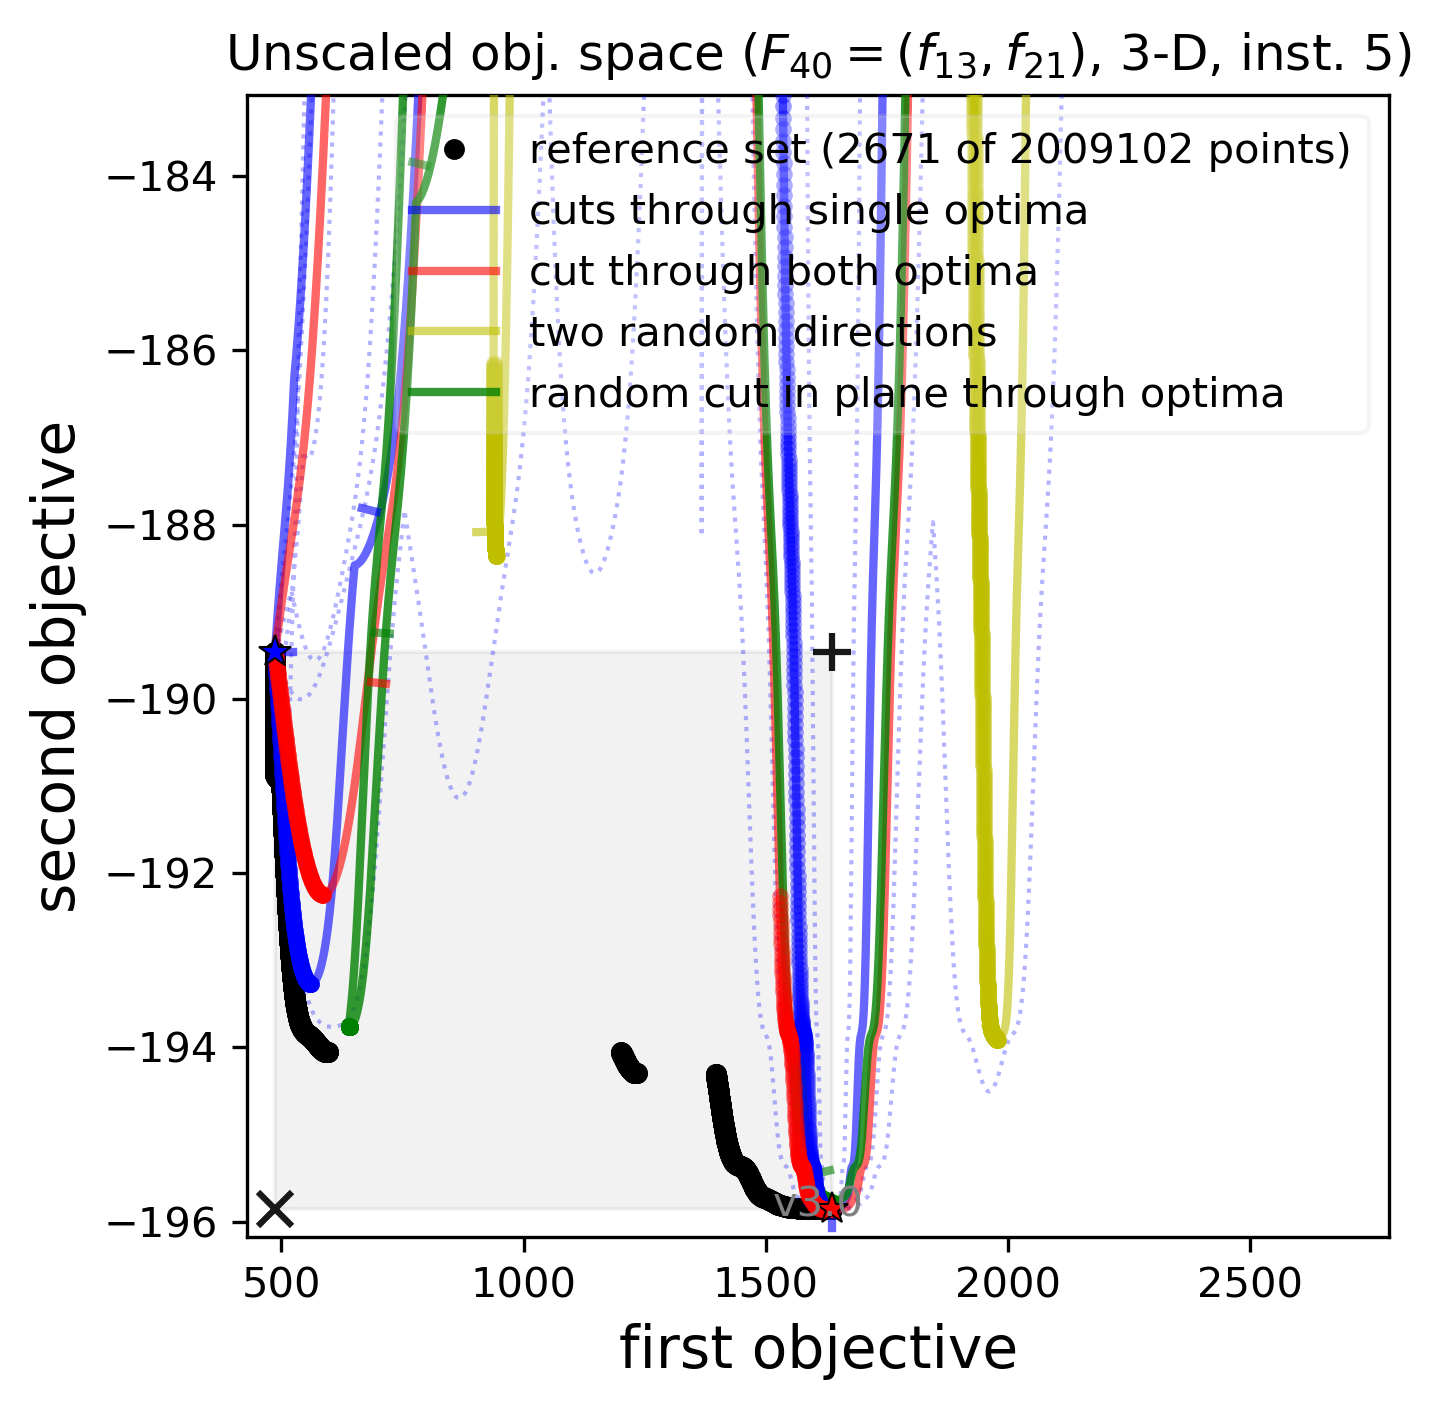 Unscaled obj. space (F₄₀ = (f₁₃, f₂₁), 3-D, inst. 5)
reference set (2671 of 2009102 points)
cuts through single optima
cut through both optima
two random directions
random cut in plane through optima
second objective
−184
−186
−188
−190
−192
−194
−196
v3.0
500 1000 1500 2000 2500
first objective